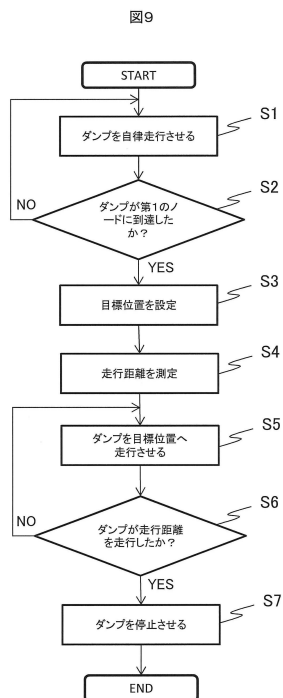 図9
START
S1
ダンプを自律走行させる
S2
ダンプが第1のノ
ードに到達した
か？
NO
YES
S3
目標位置を設定
S4
走行距離を測定
S5
ダンプを目標位置へ
走行させる
S6
ダンプが走行距離
を走行したか？
NO
YES
S7
ダンプを停止させる
END